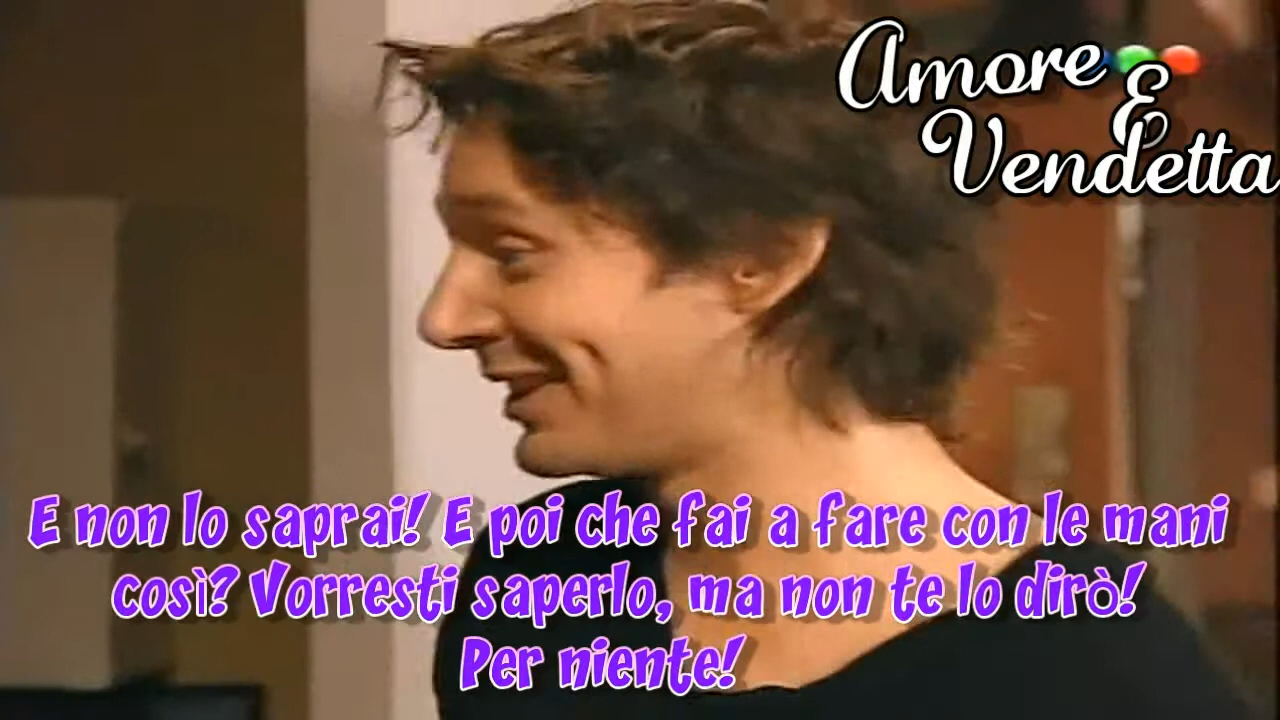 Amore
E
Vendetta
E non lo saprai! E poi che fai a fare con le mani
così? Vorresti saperlo, ma non te lo dirò!
Per niente!